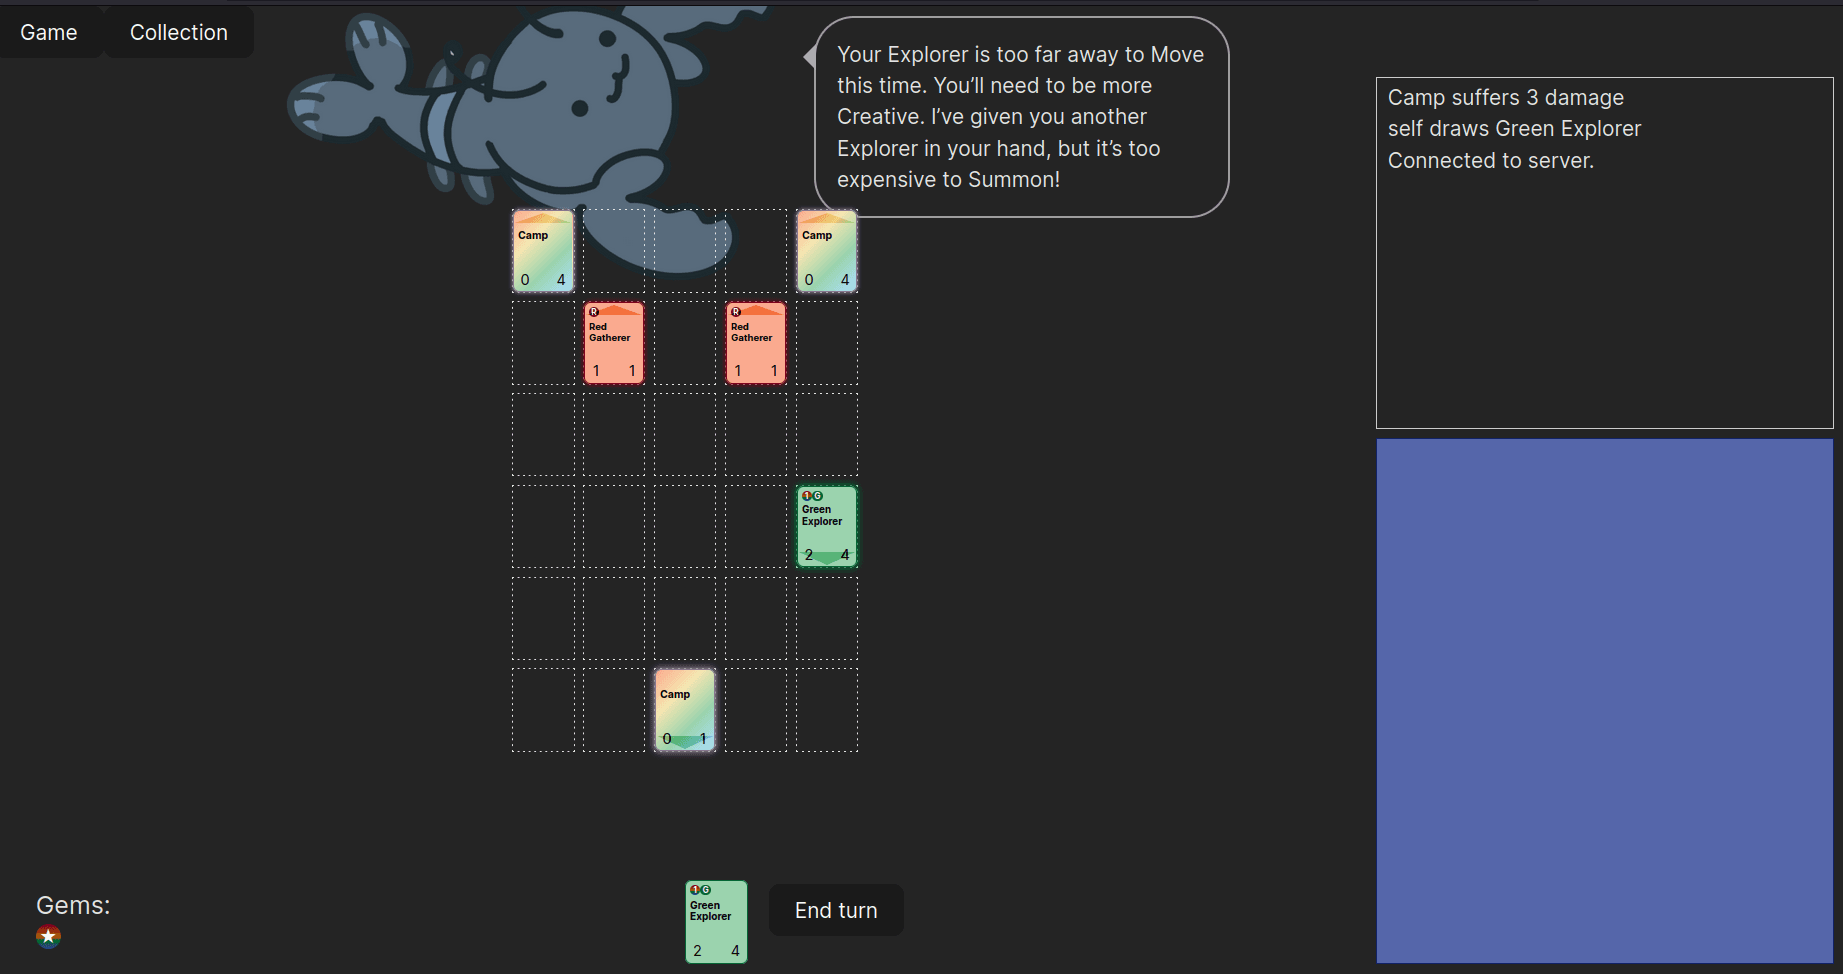 Game
Collection
Your Explorer is too far away to Move
this time. You’ll need to be more
Creative. I’ve given you another
Explorer in your hand, but it’s too
expensive to Summon!
Camp suffers 3 damage
self draws Green Explorer
Connected to server.
Camp
0 4
Camp
0 4
R
Red
Gatherer
1 1
R
Red
Gatherer
1 1
1 G
Green
Explorer
2 4
Camp
0 1
Gems:
1 G
Green
Explorer
2 4
End turn